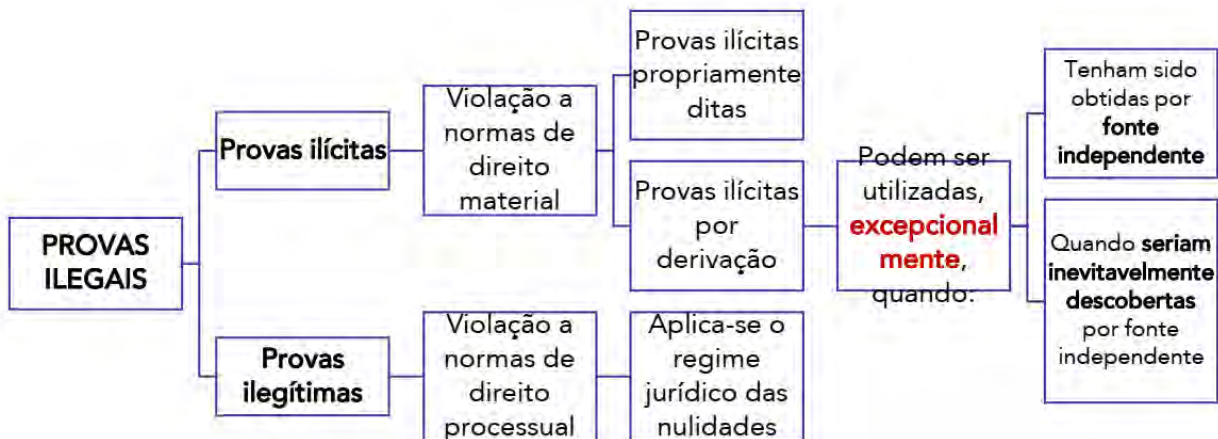 PROVAS
ILEGAIS
Provas ilícitas
Violação a
normas de
direito
material
Provas ilícitas
propriamente
ditas
Provas ilícitas
por
derivação
Podem ser
utilizadas,
excepcional
mente,
quando:
Tenham sido
obtidas por
fonte
independente
Quando seriam
inevitavelmente
descobertas
por fonte
independente
Provas
ilegítimas
Violação a
normas de
direito
processual
Aplica-se o
regime
jurídico das
nulidades